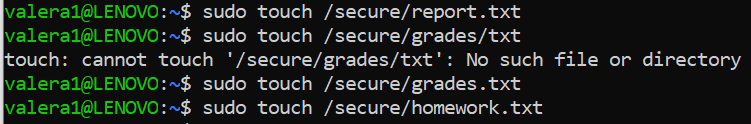 valera1@LENOVO:~$ sudo touch /secure/report.txt
valera1@LENOVO:~$ sudo touch /secure/grades/txt
touch: cannot touch '/secure/grades/txt': No such file or directory
valera1@LENOVO:~$ sudo touch /secure/grades.txt
valera1@LENOVO:~$ sudo touch /secure/homework.txt